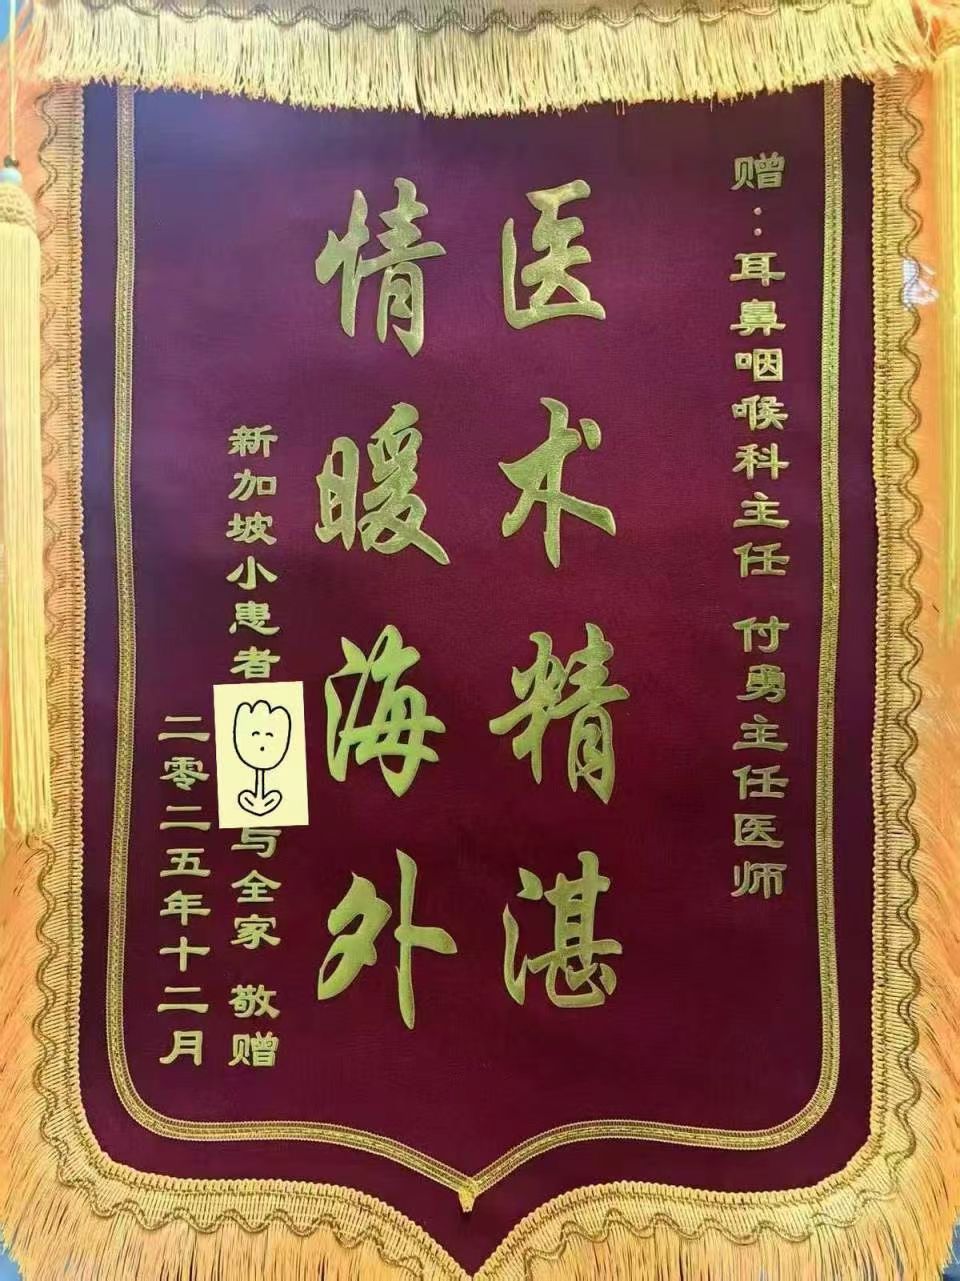 赠：耳鼻咽喉科主任 付勇主任医师
医术精湛
情暖海外
新加坡小患者 与全家 敬赠
二零二五年十二月